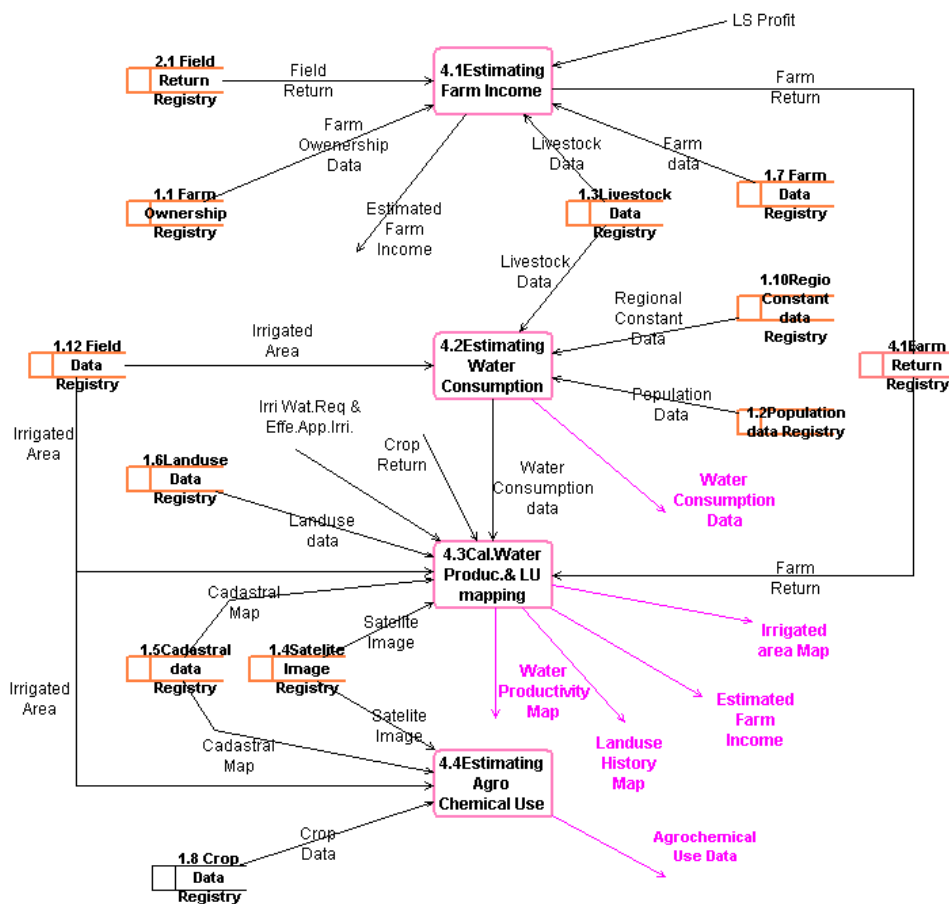 LS Profit
2.1 Field
Return
Registry
Field
Return
4.1Estimating
Farm Income
Farm
Return
Farm
Owenership
Data
Livestock
Data
Farm
data
1.1 Farm
Ownership
Registry
Estimated
Farm
Income
1.3Livestock
Data
Registry
1.7 Farm
Data
Registry
Livestock
Data
Regional
Constant
Data
1.10Regio
Constant
data
Registry
Irrigated
Area
1.12 Field
Data
Registry
4.2Estimating
Water
Consumption
4.1Earm
Return
Registry
Population
Data
1.2Population
data Registry
Irri Wat.Req &
Effe.App.Irri.
Irrigated
Area
Crop
Return
1.6Landuse
Data
Registry
Water
Consumption
data
Water
Consumption
Data
Landuse
data
4.3Cal.Water
Produc.& LU
mapping
Farm
Return
Cadastral
Map
Satelite
Image
Irrigated
area Map
1.5Cadastral
data
Registry
1.4Satelite
Image
Registry
Water
Productivity
Map
Irrigated
Area
Estimated
Farm
Income
Satelite
Image
Cadastral
Map
Landuse
History
Map
4.4Estimating
Agro
Chemical Use
Crop
Data
Agrochemical
Use Data
1.8 Crop
Data
Registry